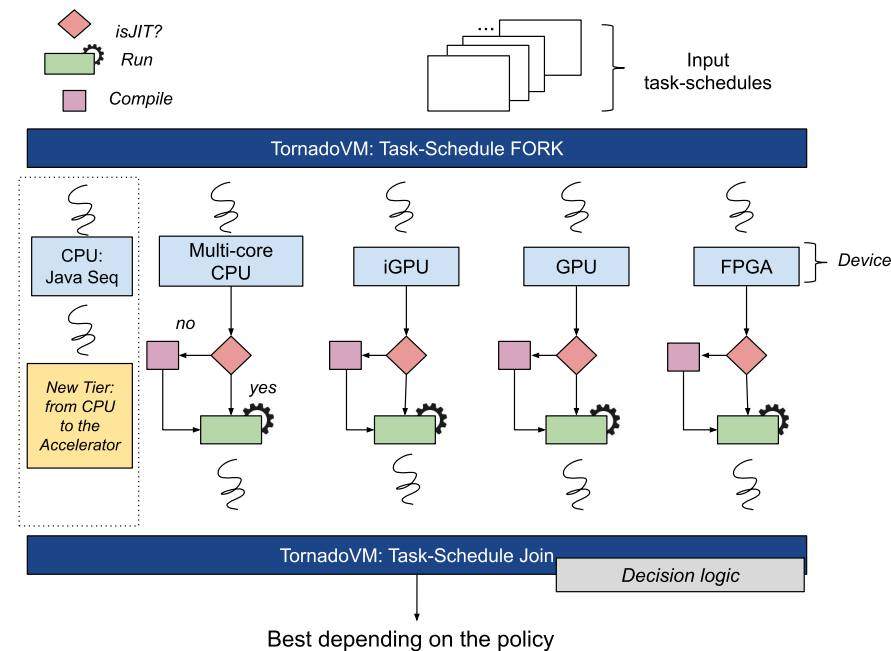 isJIT?
Run
Compile
...
Input
task-schedules
TornadoVM: Task-Schedule FORK
CPU:
Java Seq
Multi-core
CPU
iGPU
GPU
FPGA
Device
no
yes
New Tier:
from CPU
to the
Accelerator
TornadoVM: Task-Schedule Join
Decision logic
Best depending on the policy